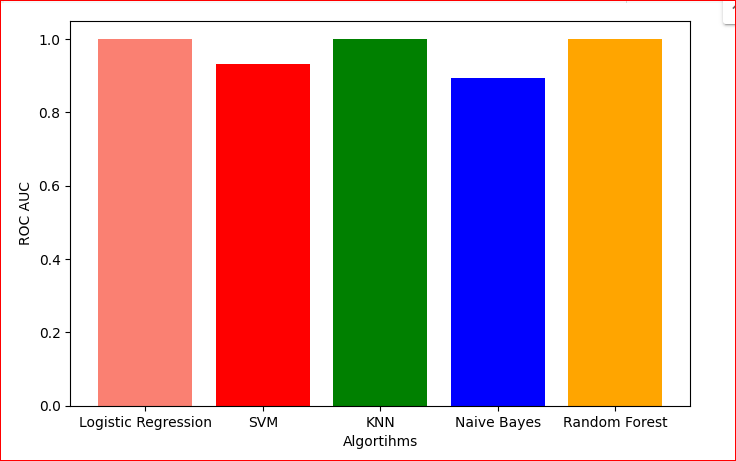 1.0
0.8
0.6
0.4
0.2
0.0
ROC AUC
Logistic Regression SVM KNN Naive Bayes Random Forest
Algortihms